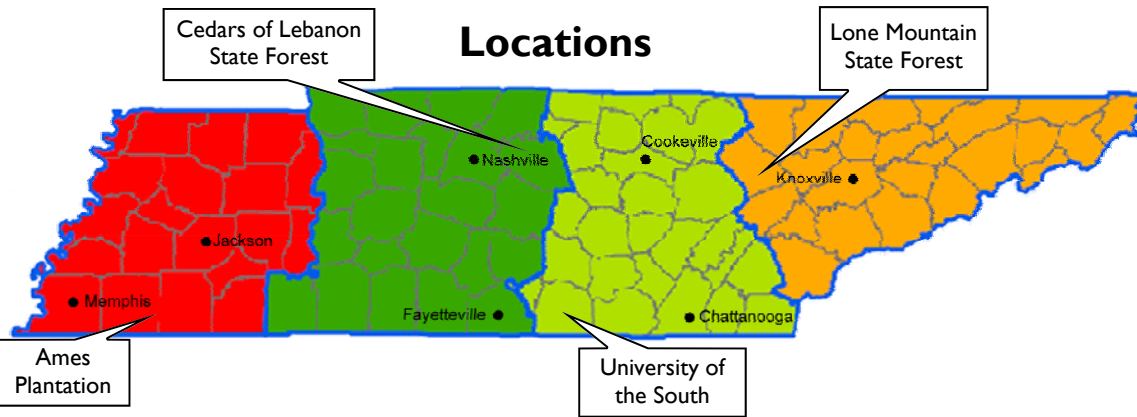 Locations
Cedars of Lebanon
State Forest
Lone Mountain
State Forest
Cookeville
Nashville
Knoxville
Jackson
Memphis
Fayetteville
Chattanooga
Ames
Plantation
University of
the South